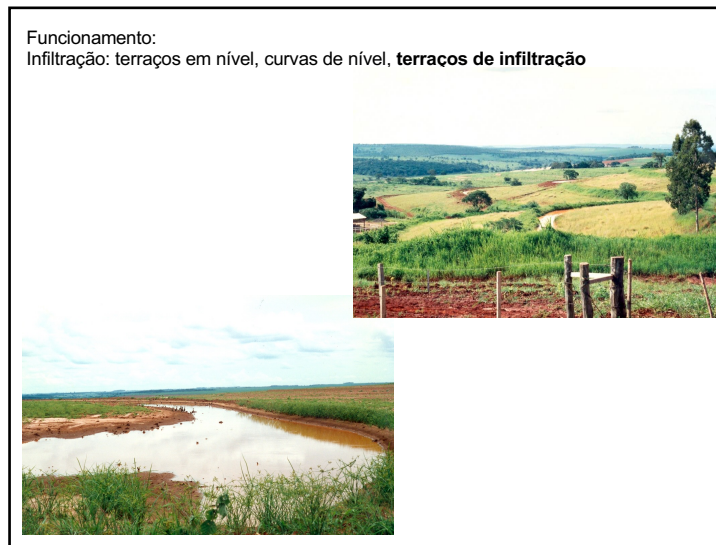 Funcionamento:
Infiltração: terraços em nível, curvas de nível, terraços de infiltração